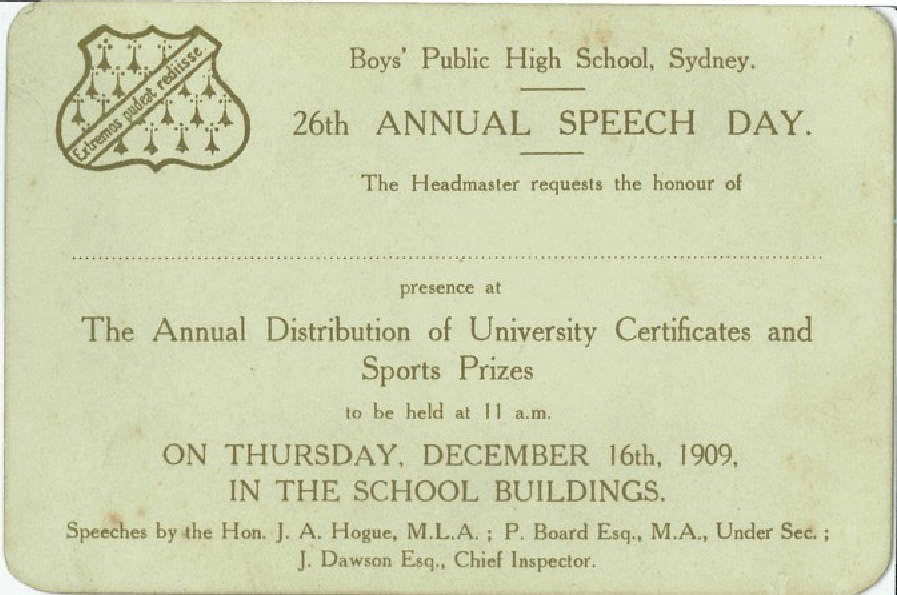 Extremos pudeat rediisse
Boys' Public High School, Sydney.
26th ANNUAL SPEECH DAY.
The Headmaster requests the honour of
presence at
The Annual Distribution of University Certificates and
Sports Prizes
to be held at 11 a.m.
ON THURSDAY, DECEMBER 16th, 1909,
IN THE SCHOOL BUILDINGS.
Speeches by the Hon. J. A. Hogue, M.L.A. ; P. Board Esq., M.A., Under Sec. ;
J. Dawson Esq., Chief Inspector.